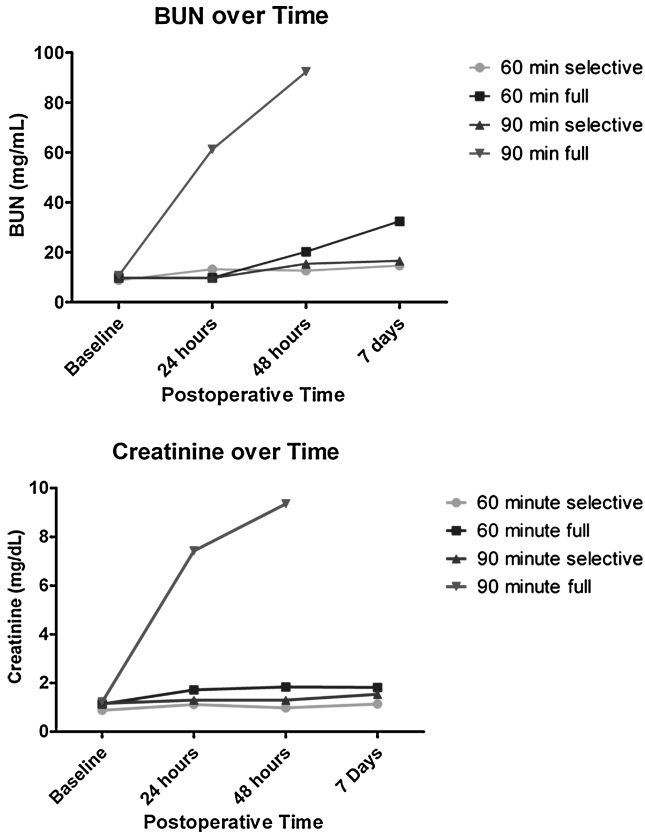 BUN over Time
BUN (mg/mL)
100
80
60
40
20
0
Baseline
24 hours
48 hours
7 days
Postoperative Time
60 min selective
60 min full
90 min selective
90 min full
Creatinine over Time
Creatinine (mg/dL)
10
8
6
4
2
0
Baseline
24 hours
48 hours
7 Days
Postoperative Time
60 minute selective
60 minute full
90 minute selective
90 minute full